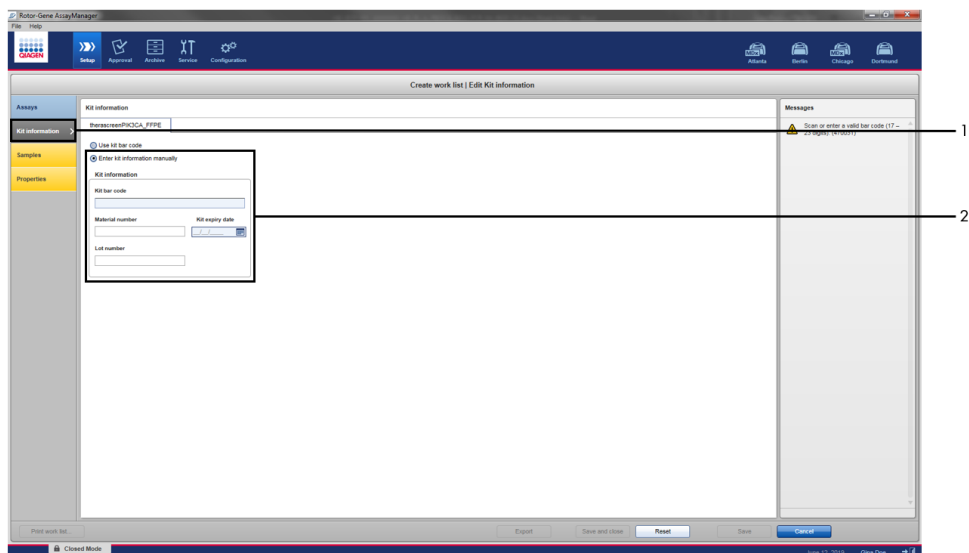 Rotor-Gene AssayManager
File Help
QIAGEN
Setup Approval Archive Service Configuration
Atlanta Berlin Chicago Dortmund
Create work list | Edit Kit information
Assays
Kit information
Samples
Properties
Kit information
therascreenPIK3CA_FFPE
Use kit bar code
Enter kit information manually
Kit information
Kit bar code
Material number Kit expiry date
Lot number
Messages
Scan or enter a valid bar code (17 –
1
2
Print work list...
Export Save and close Reset Save Cancel
Closed Mode